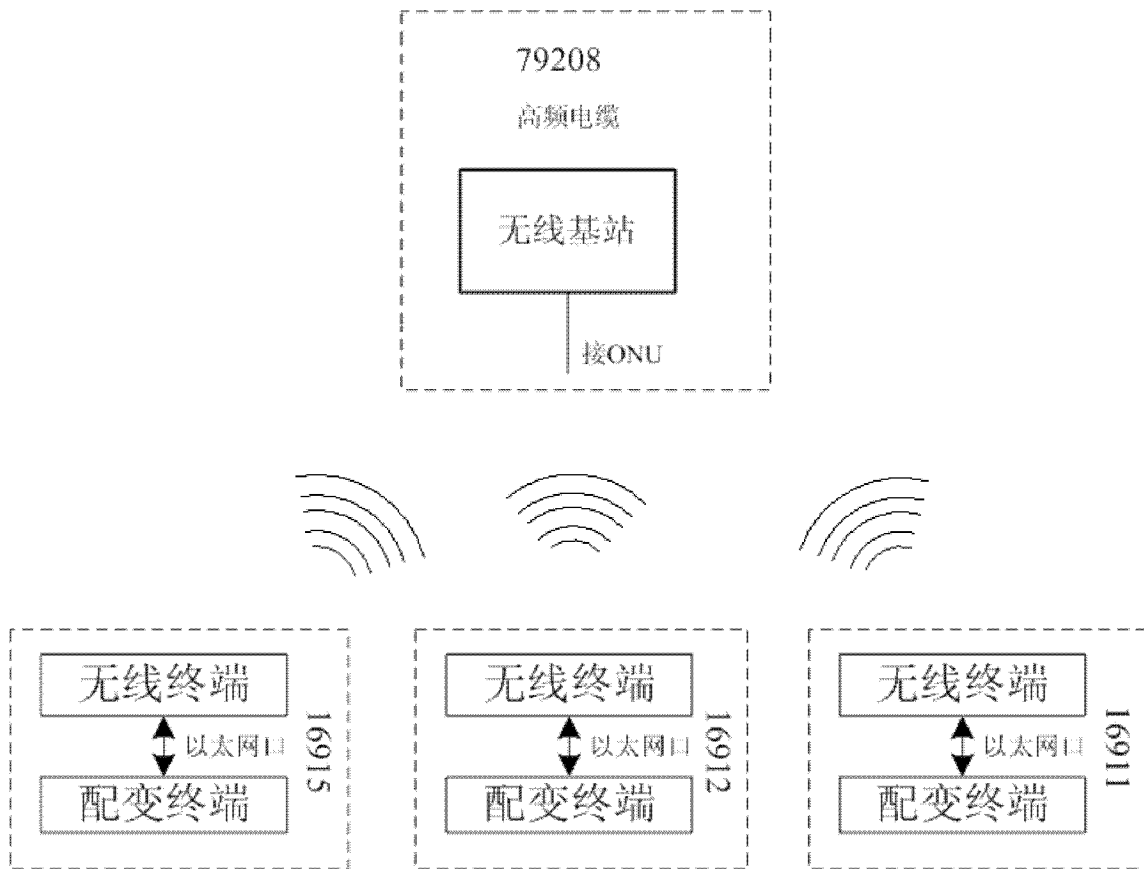 79208
高频电缆
无线基站
接ONU
无线终端
以太网口
配变终端
16915
无线终端
以太网口
配变终端
16912
无线终端
以太网口
配变终端
16911